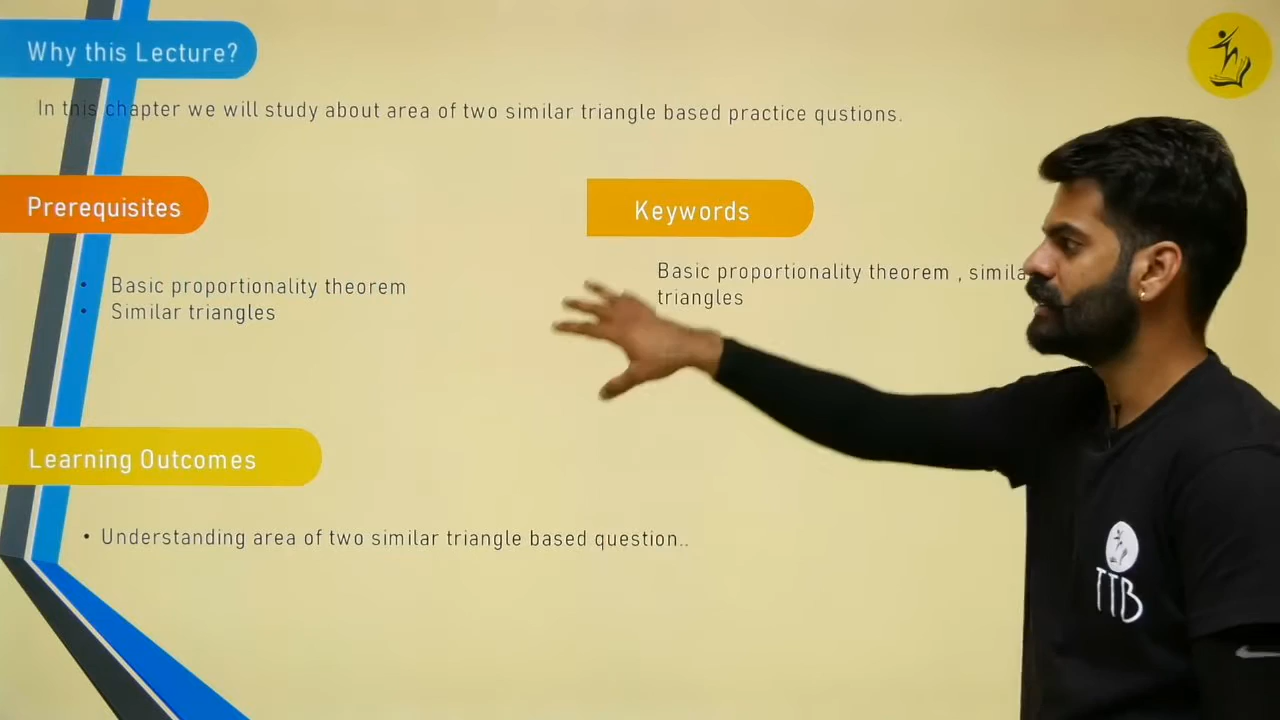 Why this Lecture?
In this chapter we will study about area of two similar triangle based practice qustions.
Prerequisites
• Basic proportionality theorem
• Similar triangles
Keywords
Basic proportionality theorem , simila
triangles
Learning Outcomes
• Understanding area of two similar triangle based question..
TTB